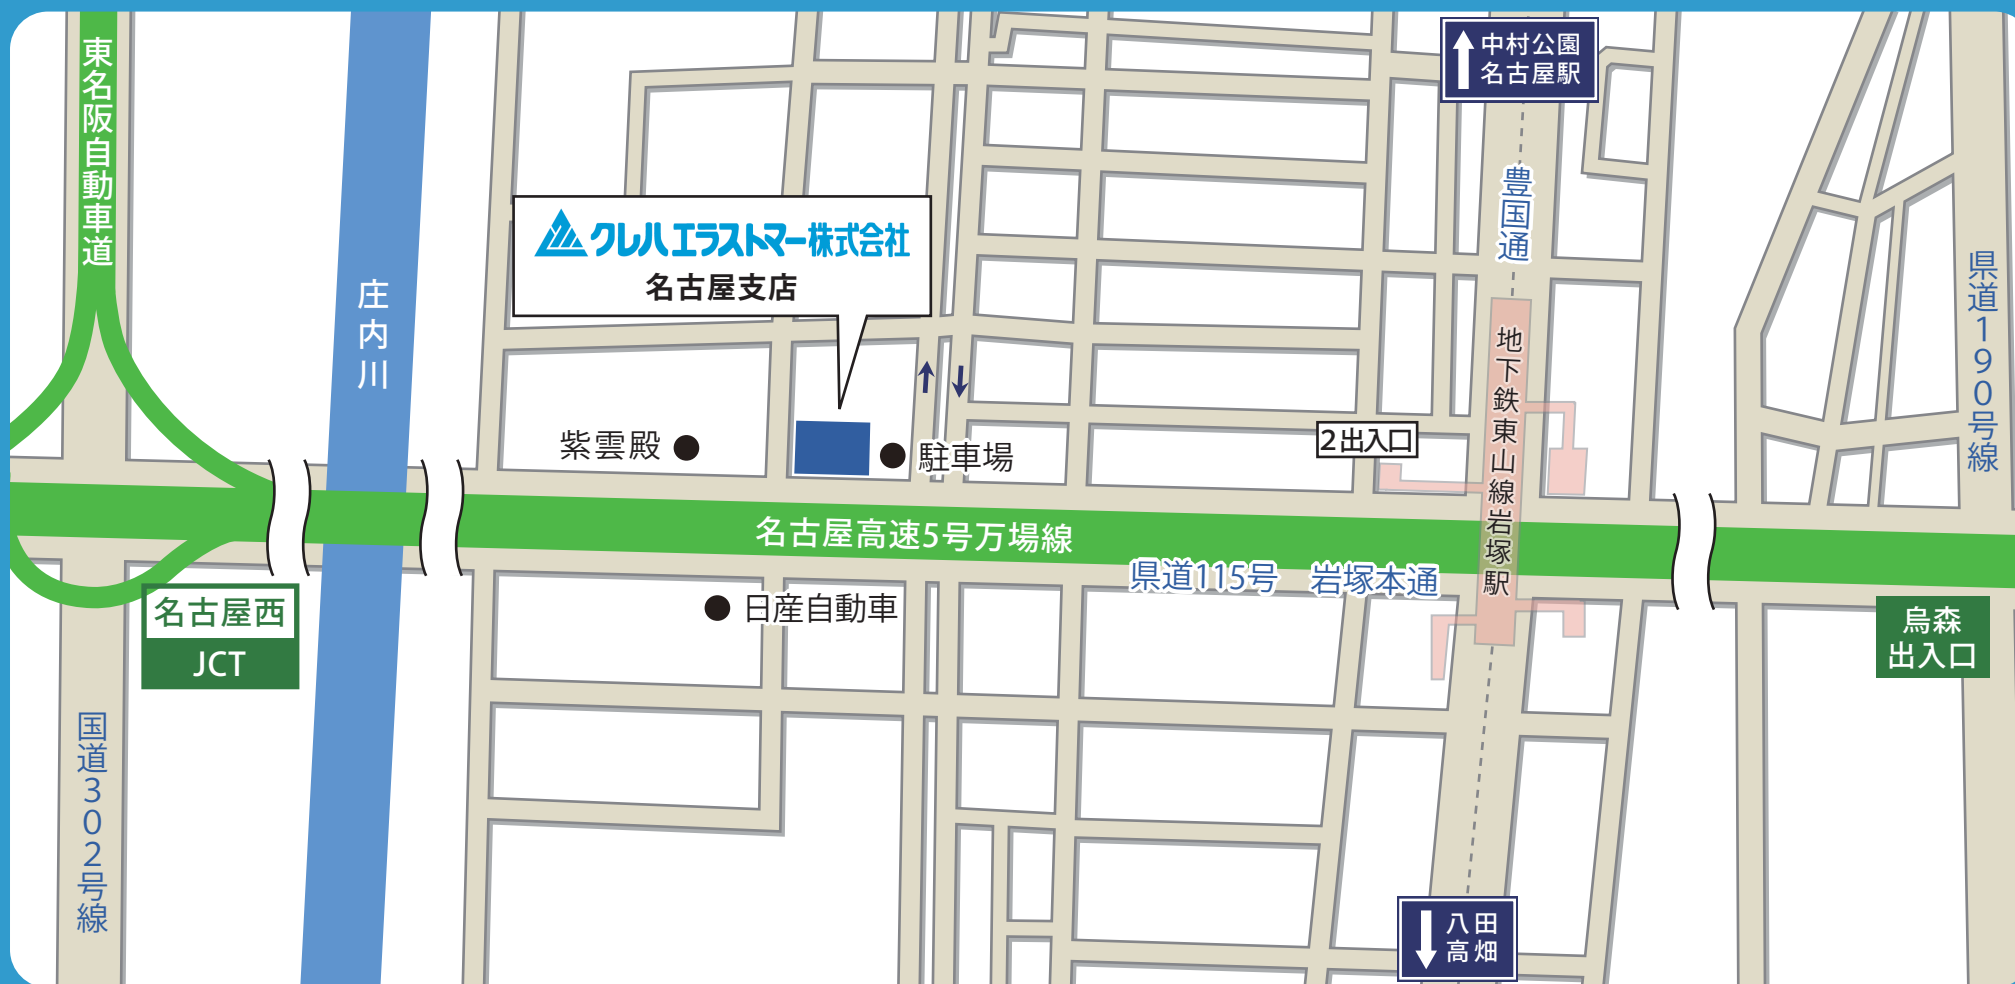 東名阪自動車道
庄内川
クレハエラストマー株式会社
名古屋支店
中村公園
名古屋駅
豊国通
県道190号線
地下鉄東山線岩塚駅
紫雲殿
駐車場
2出入口
名古屋高速5号万場線
県道115号 岩塚本通
日産自動車
名古屋西
JCT
烏森
出入口
国道302号線
八田
高畑